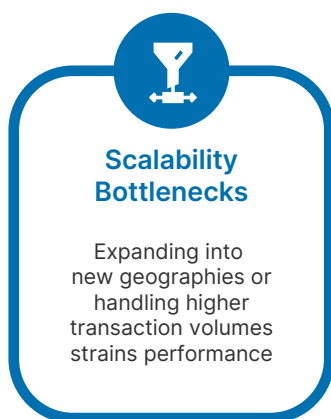 Scalability
Bottlenecks
Expanding into
new geographies or
handling higher
transaction volumes
strains performance